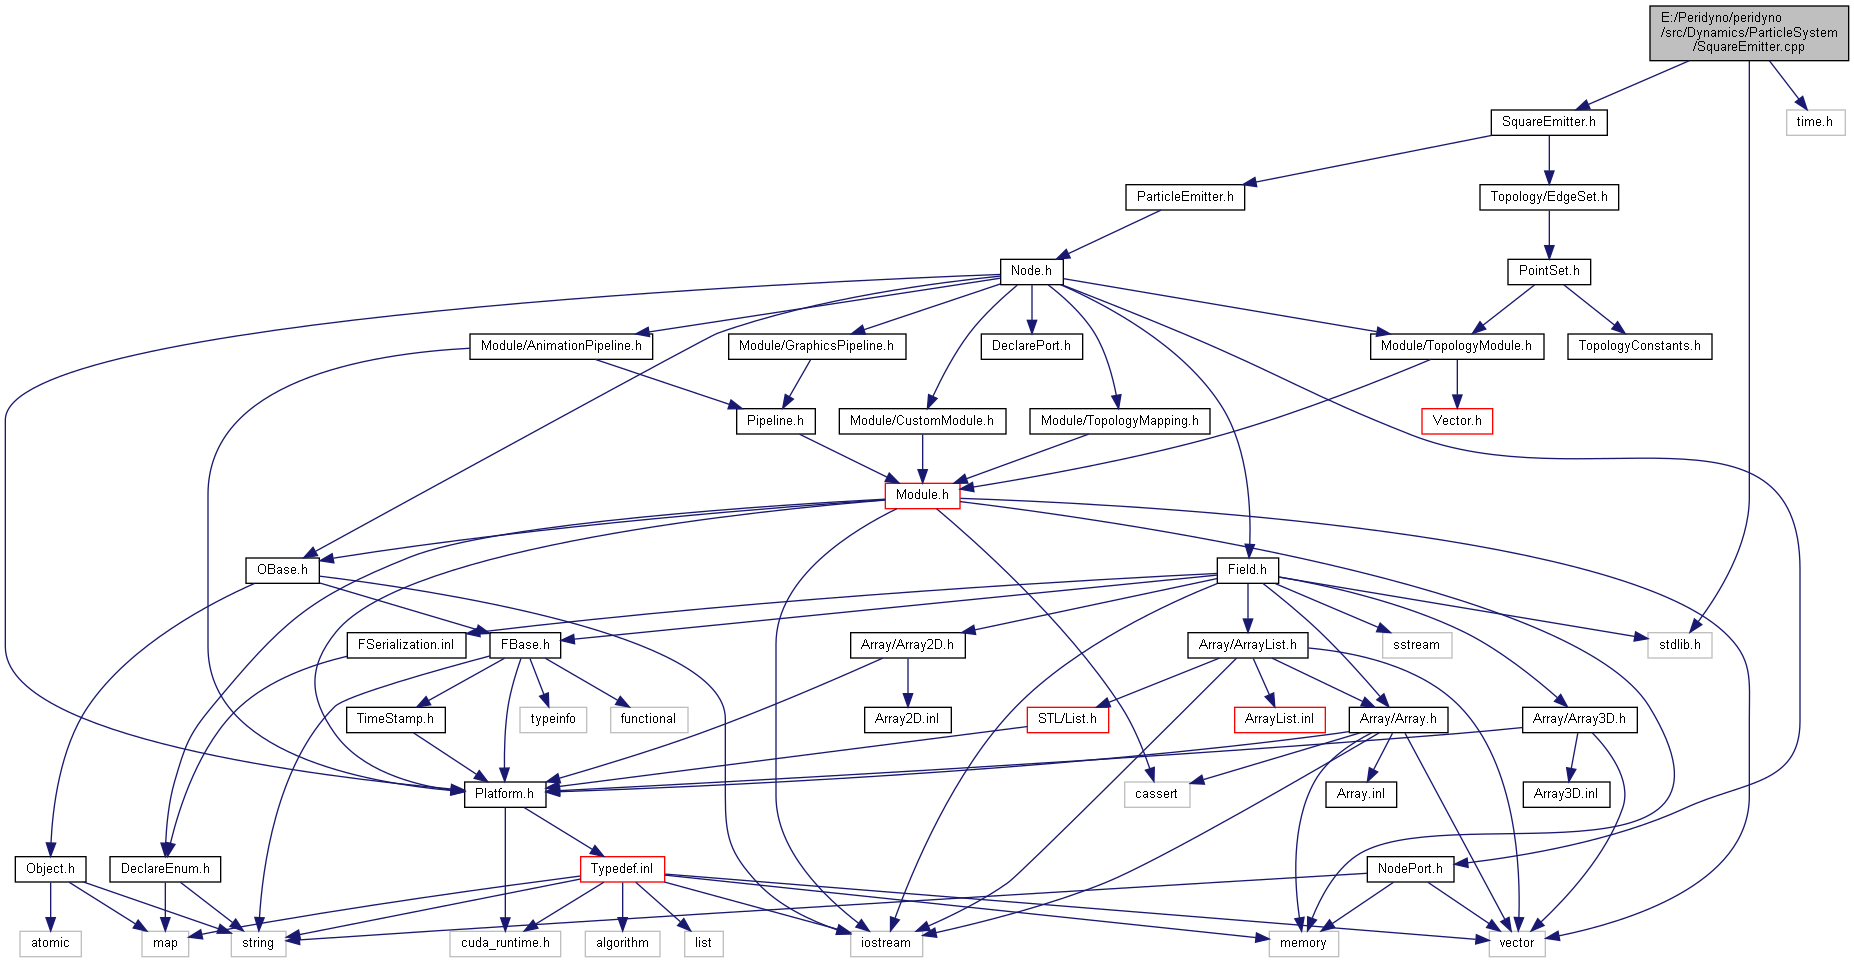 E:/Peridyno/peridyno
/src/Dynamics/ParticleSystem
/SquareEmitter.cpp
SquareEmitter.h
time.h
ParticleEmitter.h
Topology/EdgeSet.h
Node.h
PointSet.h
Module/AnimationPipeline.h
Module/GraphicsPipeline.h
DeclarePort.h
Module/TopologyModule.h
TopologyConstants.h
Pipeline.h
Module/CustomModule.h
Module/TopologyMapping.h
Vector.h
Module.h
OBase.h
Field.h
FSerialization.inl
FBase.h
Array/Array2D.h
Array/ArrayList.h
sstream
stdlib.h
TimeStamp.h
typeinfo
functional
Array2D.inl
STL/List.h
ArrayList.inl
Array/Array.h
Array/Array3D.h
Platform.h
cassert
Array.inl
Array3D.inl
Object.h
DeclareEnum.h
Typedef.inl
NodePort.h
atomic
map
string
cuda_runtime.h
algorithm
list
iostream
memory
vector